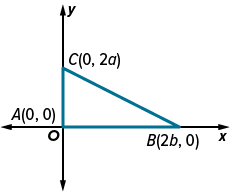 y
C(0, 2a)
A(0, 0)
O
B(2b, 0)
x